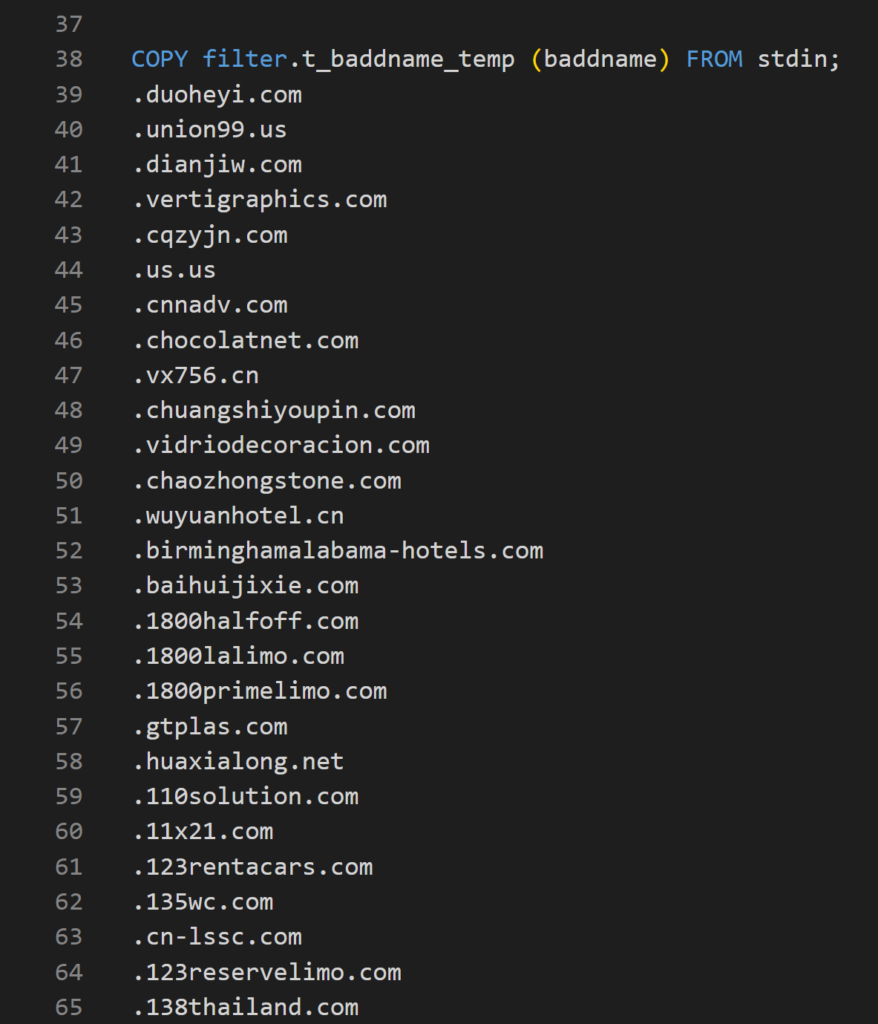 37
38 COPY filter.t_baddname_temp (baddname) FROM stdin;
39 .duoheyi.com
40 .union99.us
41 .dianjiw.com
42 .vertigraphics.com
43 .cqzyjn.com
44 .us.us
45 .cnnadv.com
46 .chocolatnet.com
47 .vx756.cn
48 .chuangshiyoupin.com
49 .vidriodecoracion.com
50 .chaozhongstone.com
51 .wuyuanhotel.cn
52 .birminghamalabama-hotels.com
53 .baihuijixie.com
54 .1800halfoff.com
55 .1800lalimo.com
56 .1800primelimo.com
57 .gtplas.com
58 .huaxialong.net
59 .110solution.com
60 .11x21.com
61 .123rentacars.com
62 .135wc.com
63 .cn-lssc.com
64 .123reservelimo.com
65 .138thailand.com